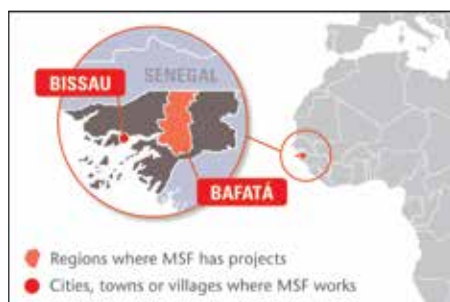 SENEGAL
BISSAU
BAFATÁ
Regions where MSF has projects
Cities, towns or villages where MSF works